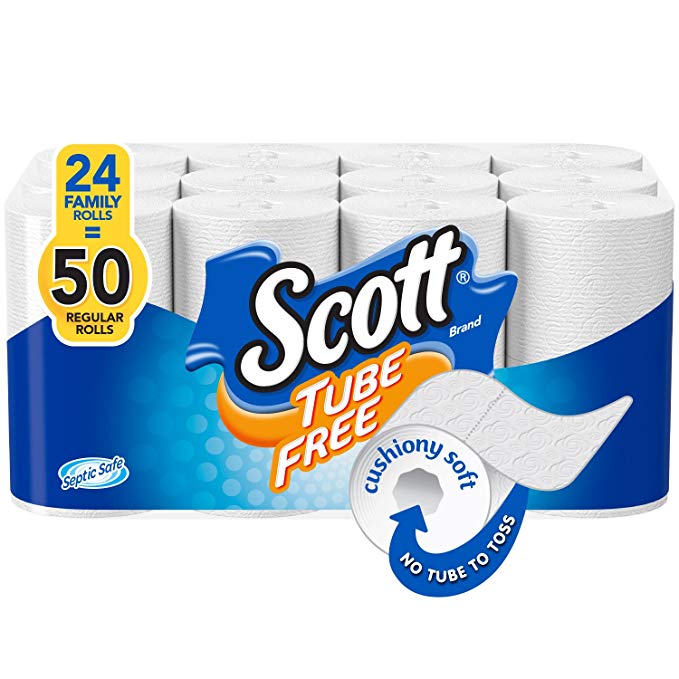 24
FAMILY
ROLLS
=
50
REGULAR
ROLLS
Scott®
Brand
TUBE
FREE
Septic Safe
cushiony soft
NO TUBE TO TOSS